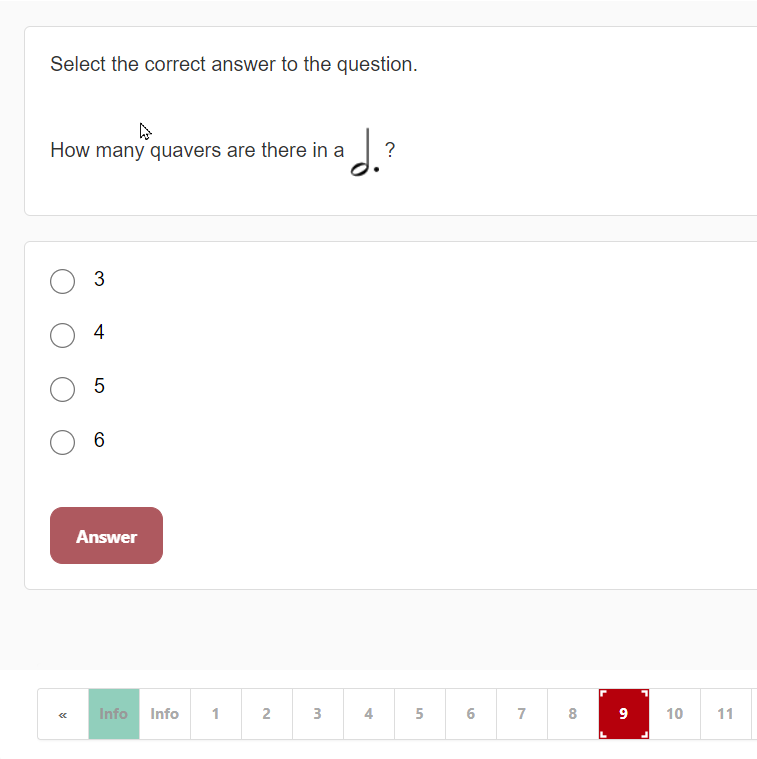 Select the correct answer to the question.
How many quavers are there in a ?
3
4
5
6
Answer
« Info Info 1 2 3 4 5 6 7 8 9 10 11